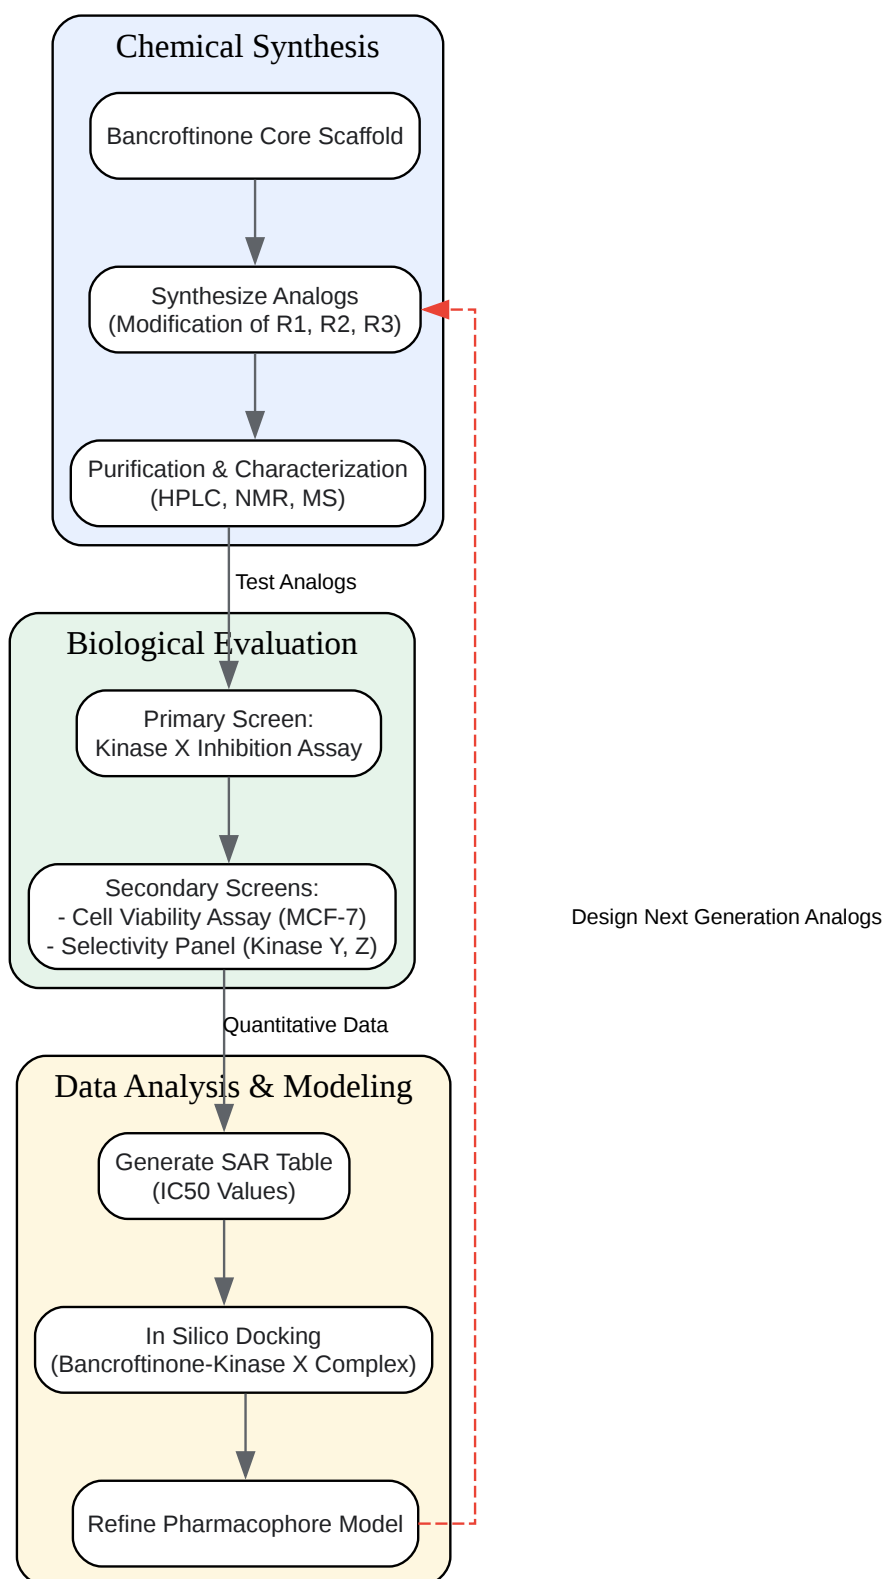 Chemical Synthesis
Bancroftinone Core Scaffold
Synthesize Analogs
(Modification of R1, R2, R3)
Purification & Characterization
(HPLC, NMR, MS)
Test Analogs
Biological Evaluation
Primary Screen:
Kinase X Inhibition Assay
Secondary Screens:
- Cell Viability Assay (MCF-7)
- Selectivity Panel (Kinase Y, Z)
Design Next Generation Analogs
Quantitative Data
Data Analysis & Modeling
Generate SAR Table
(IC50 Values)
In Silico Docking
(Bancroftinone-Kinase X Complex)
Refine Pharmacophore Model